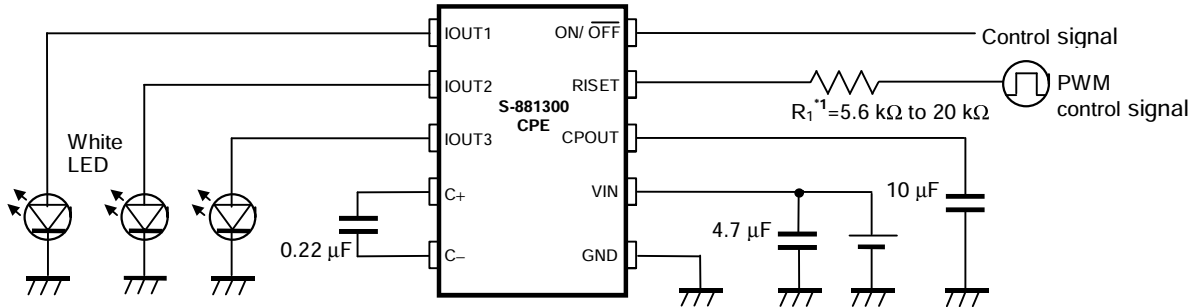 IOUT1
ON/ OFF
Control signal
IOUT2
RISET
PWM
control signal
S-881300
CPE
R1*1=5.6 kΩ to 20 kΩ
IOUT3
CPOUT
White
LED
C+
VIN
10 μF
0.22 μF
4.7 μF
C−
GND